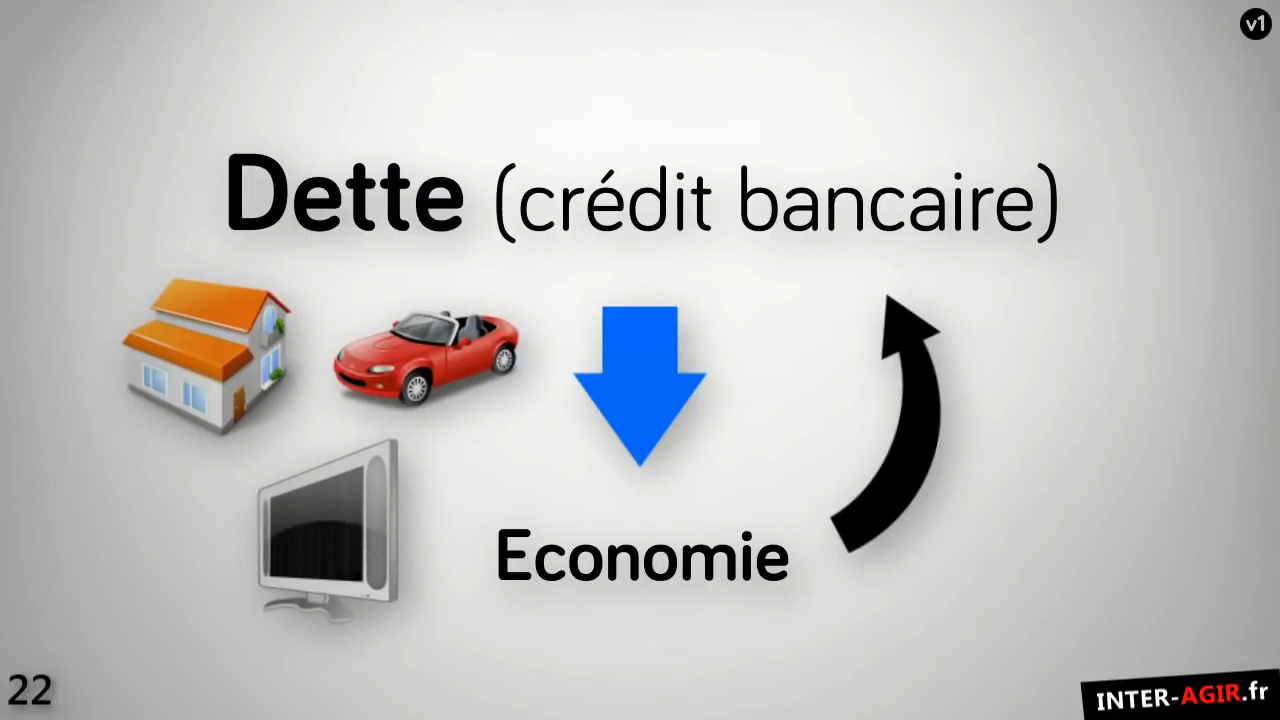 v1
Dette (crédit bancaire)
Economie
22
INTER-AGIR.fr